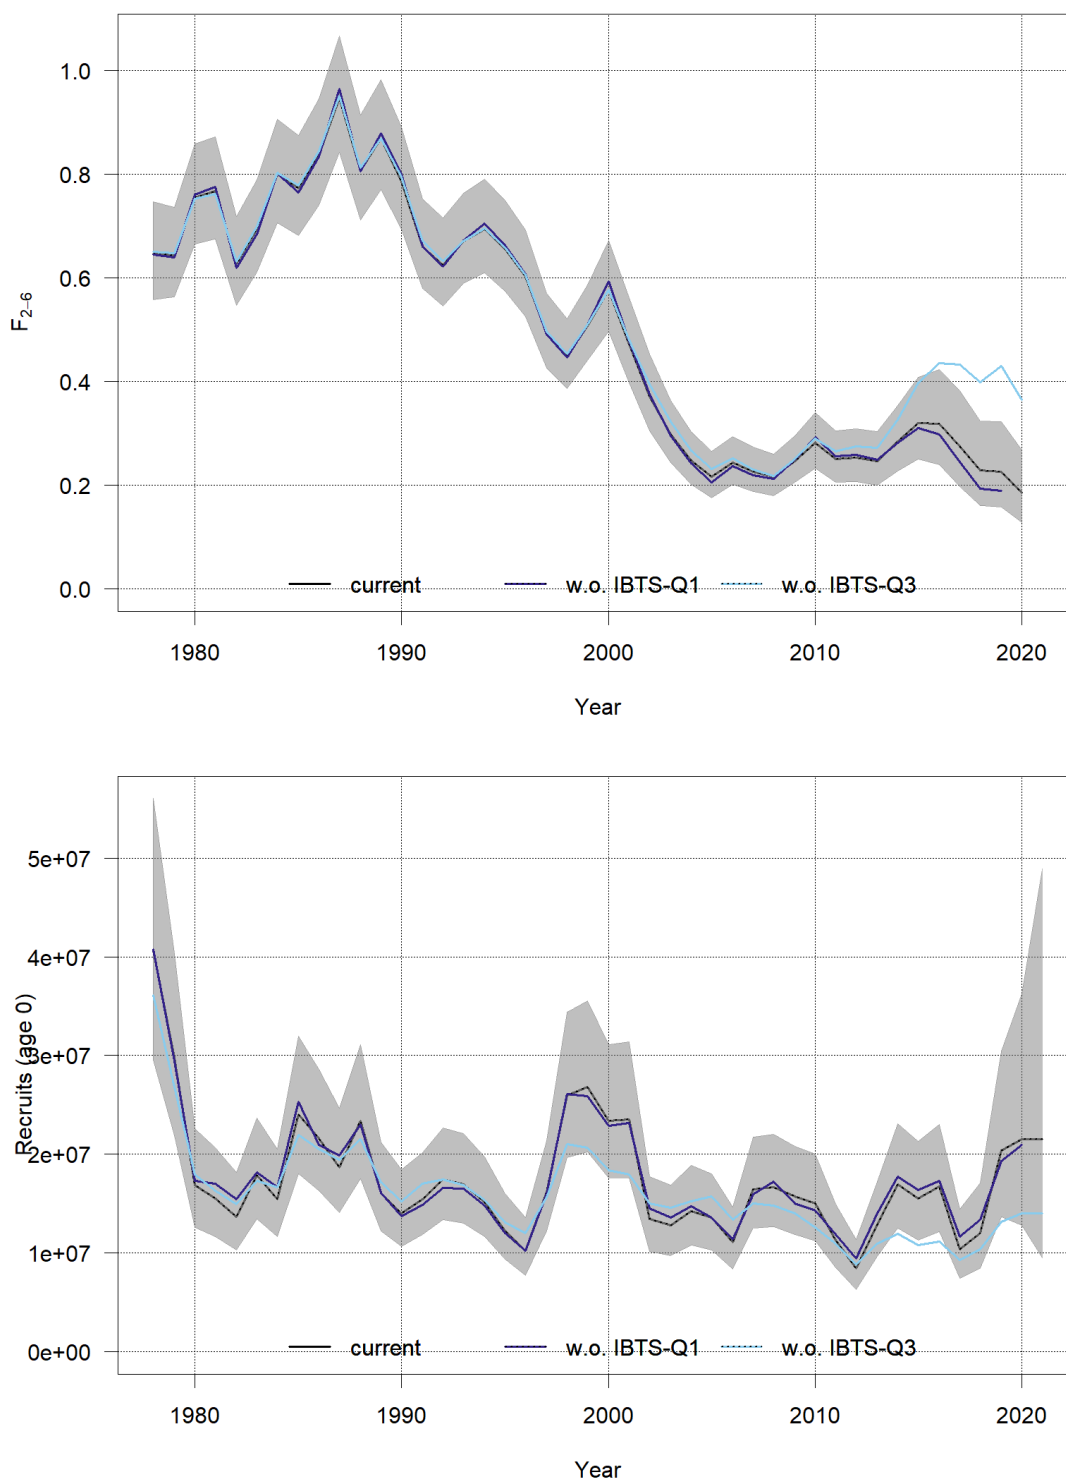 1.0
0.8
0.6
0.4
0.2
0.0
F2–6
current w.o. IBTS-Q1 w.o. IBTS-Q3
1980 1990 2000 2010 2020
Year
5e+07
4e+07
3e+07
2e+07
1e+07
0e+00
Recruits (age 0)
current w.o. IBTS-Q1 w.o. IBTS-Q3
1980 1990 2000 2010 2020
Year